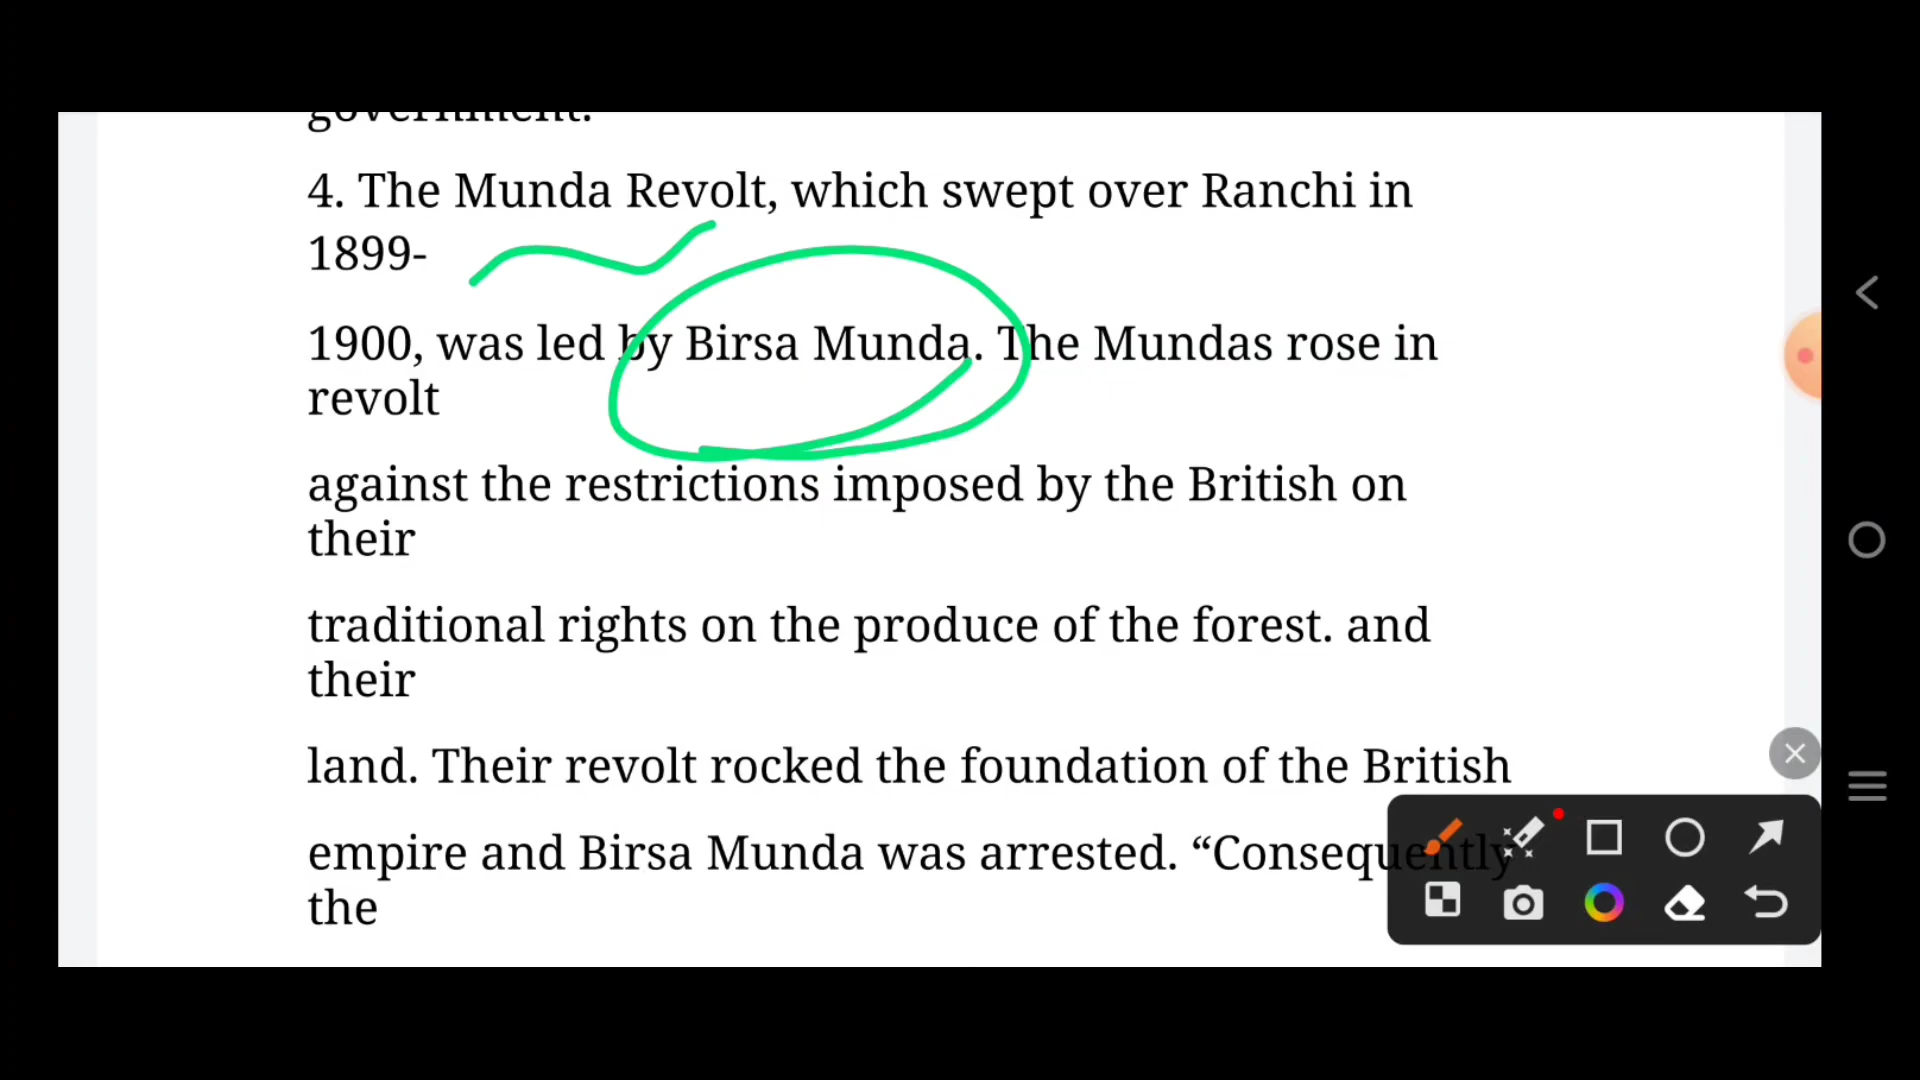 government.
4. The Munda Revolt, which swept over Ranchi in
1899-
1900, was led by Birsa Munda. The Mundas rose in
revolt
against the restrictions imposed by the British on
their
traditional rights on the produce of the forest. and
their
land. Their revolt rocked the foundation of the British
empire and Birsa Munda was arrested. “Consequently
the